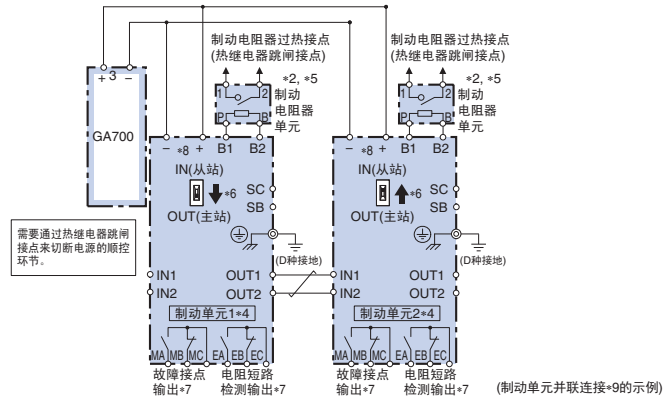 制动电阻器过热接点
(热继电器跳闸接点)
制动电阻器过热接点
(热继电器跳闸接点)
+ 3 −
GA700
1 2
P B
*2, *5
制动
电阻器
单元
1 2
P B
*2, *5
制动
电阻器
单元
− *8 + B1 B2
IN(从站)
*6
OUT(主站)
SC
SB
(D种接地)
IN1
IN2
OUT1
OUT2
制动单元1*4
MA MB MC EA EB EC
故障接点
输出*7
电阻短路
检测输出*7
− *8 + B1 B2
IN(从站)
*6
OUT(主站)
SC
SB
(D种接地)
IN1
IN2
OUT1
OUT2
制动单元2*4
MA MB MC EA EB EC
故障接点
输出*7
电阻短路
检测输出*7
需要通过热继电器跳闸
接点来切断电源的顺控
环节。
(制动单元并联连接*9的示例)